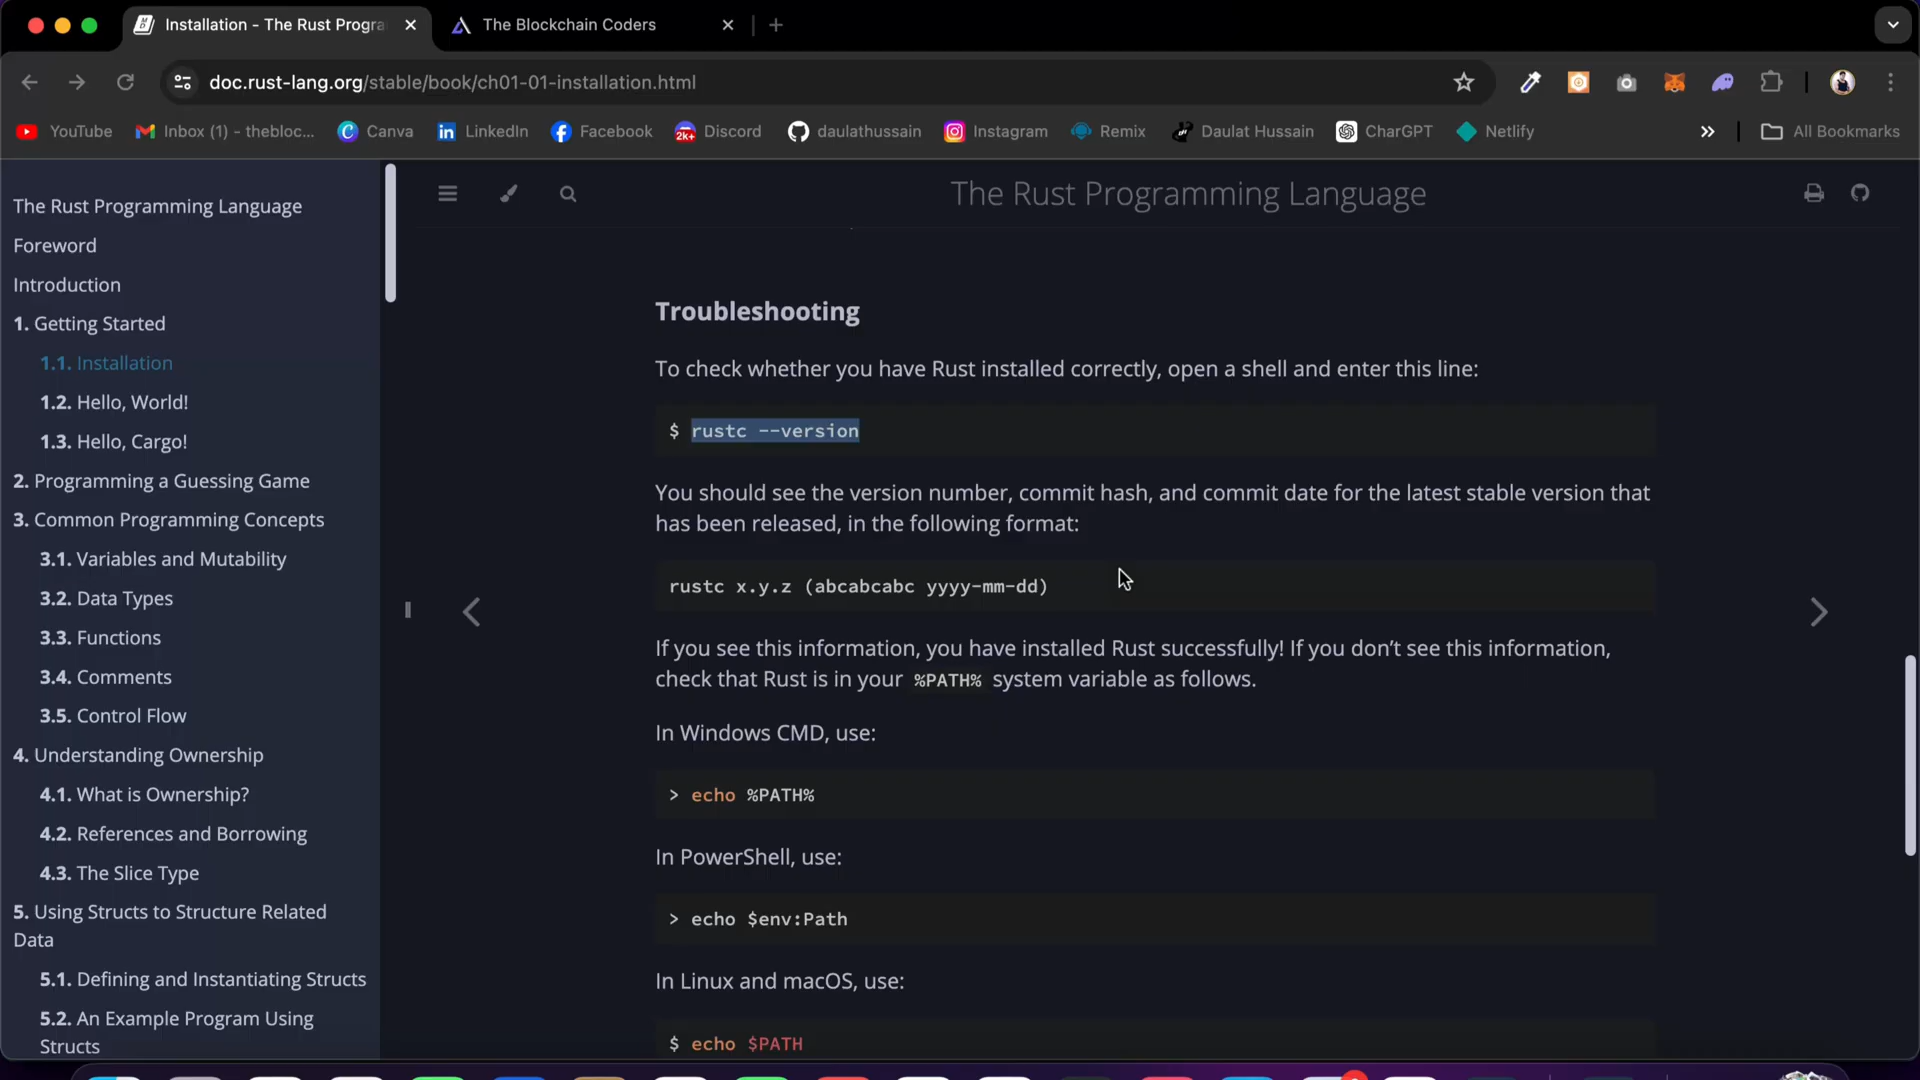 Installation - The Rust Progra
The Blockchain Coders
doc.rust-lang.org/stable/book/ch01-01-installation.html
YouTube
Inbox (1) - thebloc...
Canva
LinkedIn
Facebook
2k+
Discord
daulathussain
Instagram
Remix
Daulat Hussain
CharGPT
Netlify
All Bookmarks
The Rust Programming Language
Foreword
Introduction
1. Getting Started
1.1. Installation
1.2. Hello, World!
1.3. Hello, Cargo!
2. Programming a Guessing Game
3. Common Programming Concepts
3.1. Variables and Mutability
3.2. Data Types
3.3. Functions
3.4. Comments
3.5. Control Flow
4. Understanding Ownership
4.1. What is Ownership?
4.2. References and Borrowing
4.3. The Slice Type
5. Using Structs to Structure Related
Data
5.1. Defining and Instantiating Structs
5.2. An Example Program Using
Structs
The Rust Programming Language
Troubleshooting
To check whether you have Rust installed correctly, open a shell and enter this line:
$ rustc --version
You should see the version number, commit hash, and commit date for the latest stable version that
has been released, in the following format:
rustc x.y.z (abcabcabc yyyy-mm-dd)
If you see this information, you have installed Rust successfully! If you don’t see this information,
check that Rust is in your %PATH% system variable as follows.
In Windows CMD, use:
> echo %PATH%
In PowerShell, use:
> echo $env:Path
In Linux and macOS, use:
$ echo $PATH